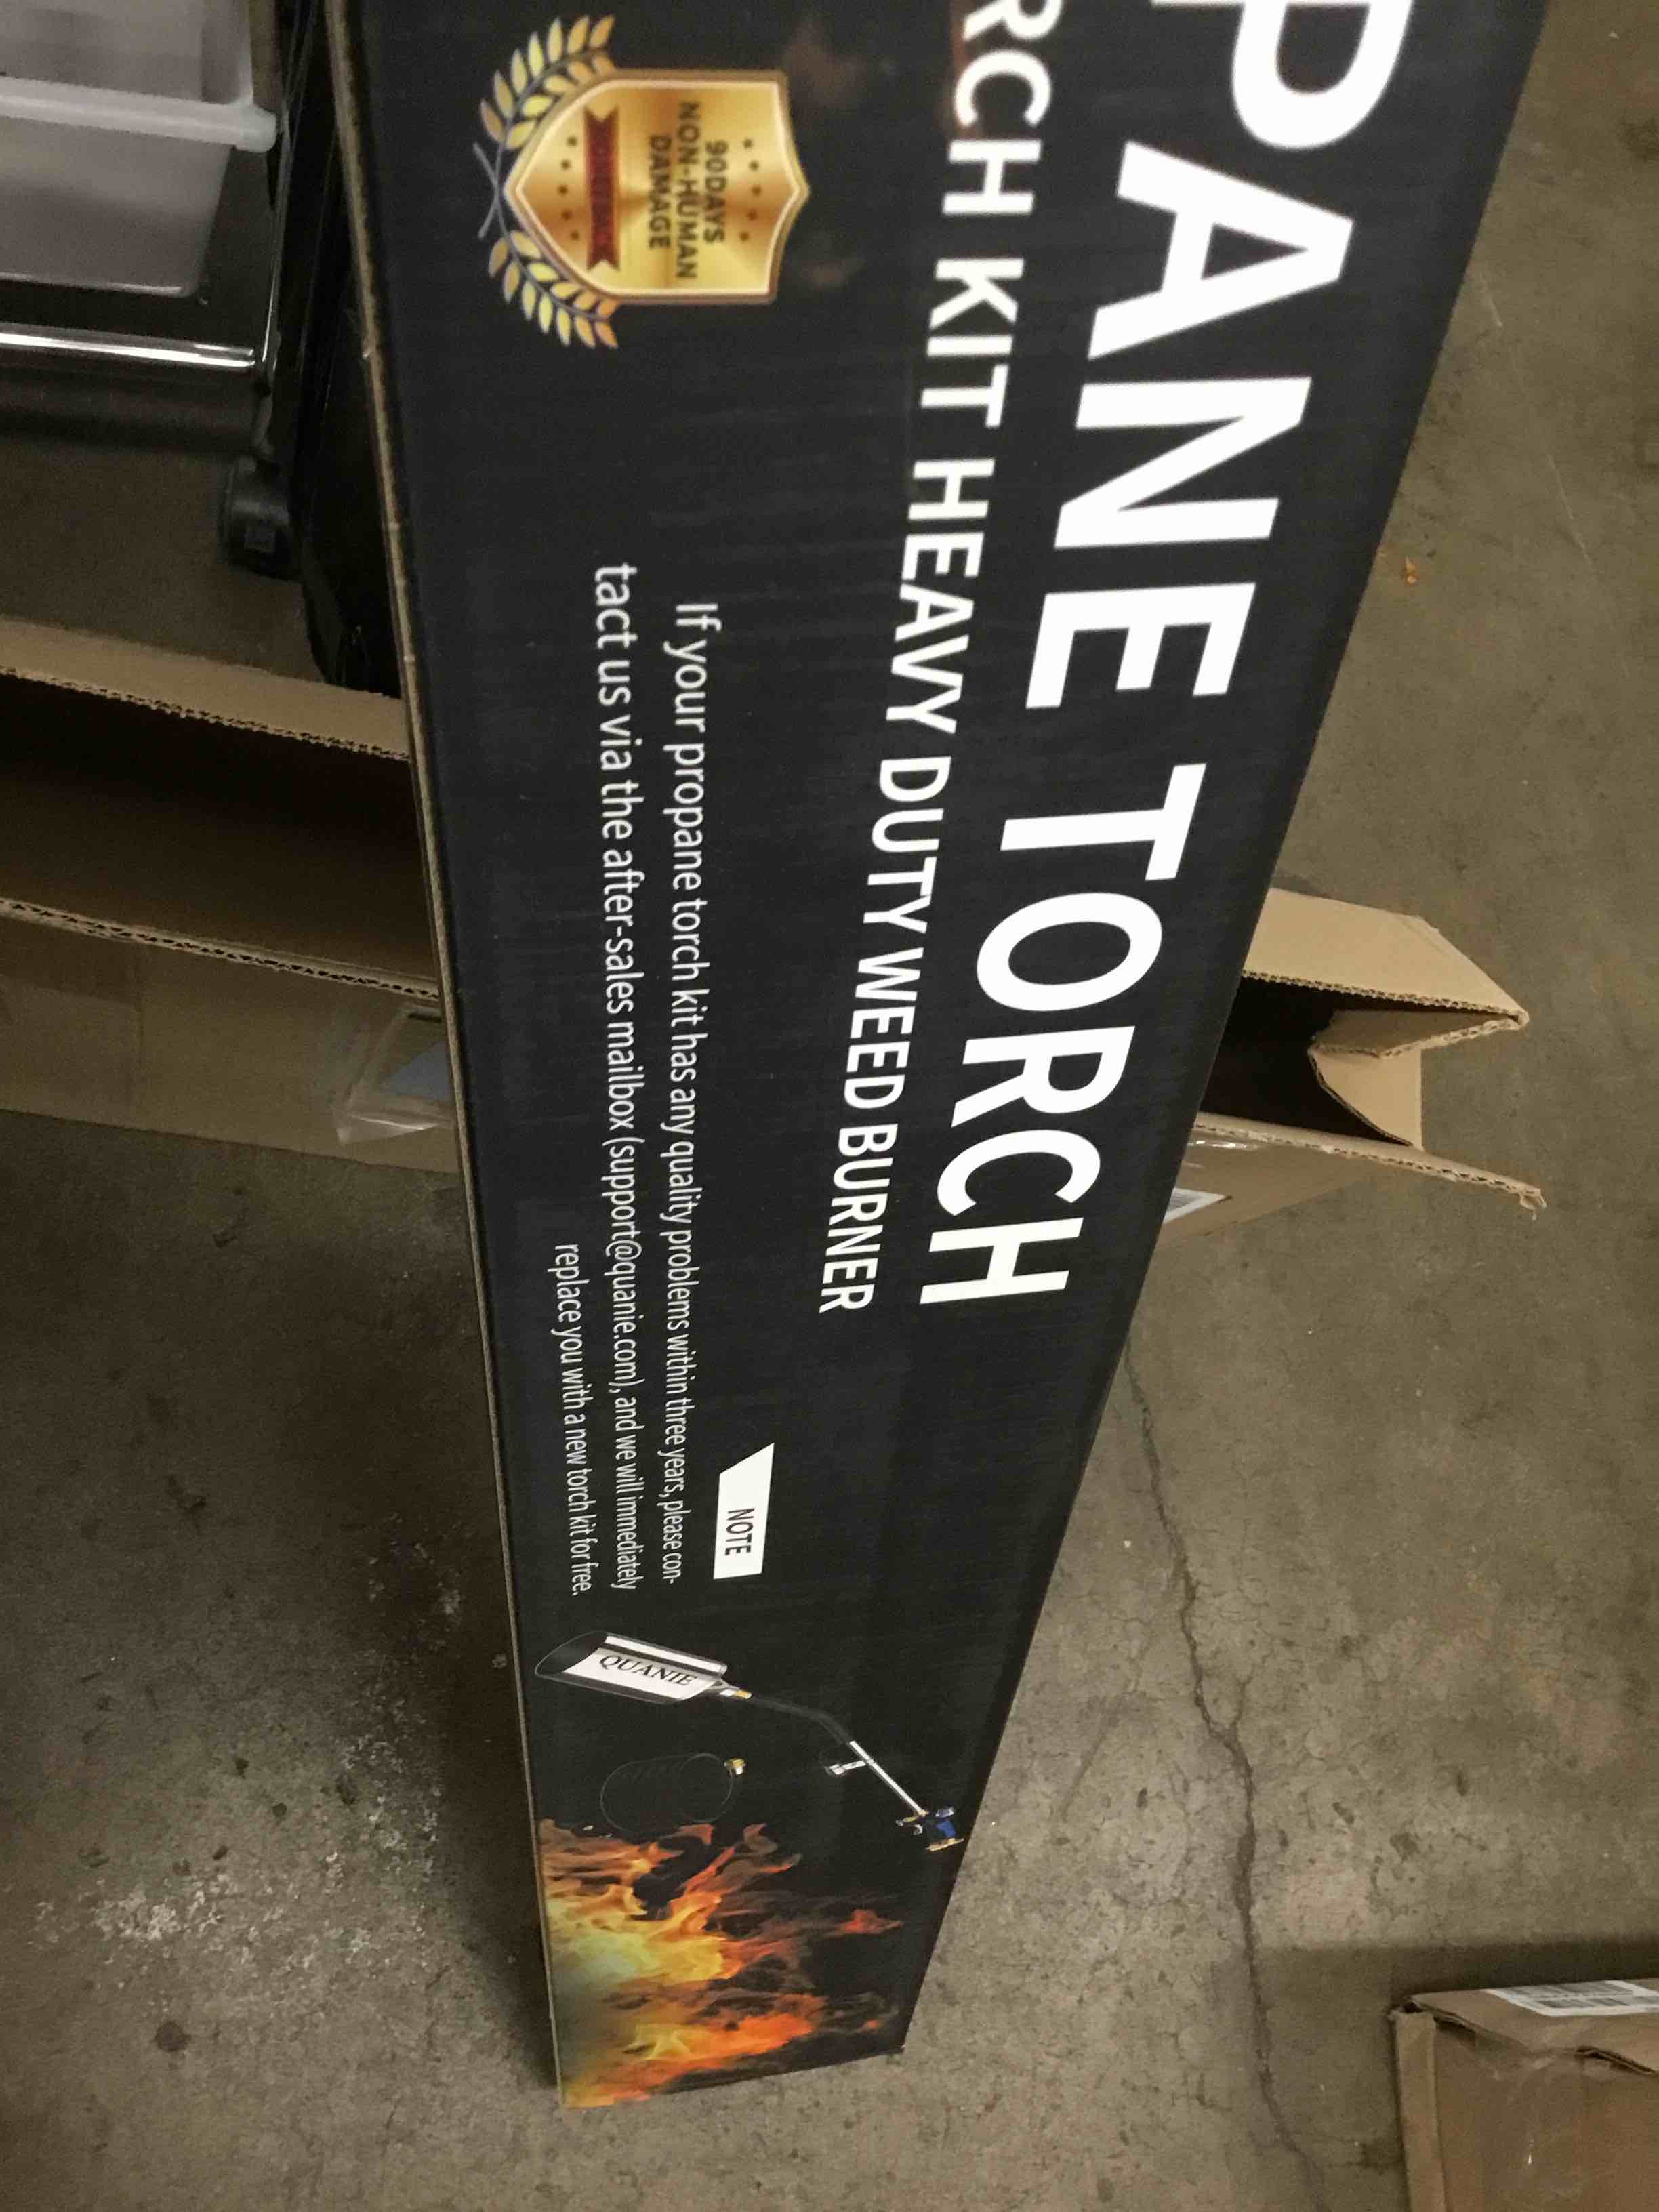 PANE TORCH
RCH KIT HEAVY DUTY WEED BURNER
90DAYS
NON-HUMAN
DAMAGE
NOTE
If your propane torch kit has any quality problems within three years, please con-
tact us via the after-sales mailbox (support@quanie.com), and we will immediately
replace you with a new torch kit for free.
QUANIE